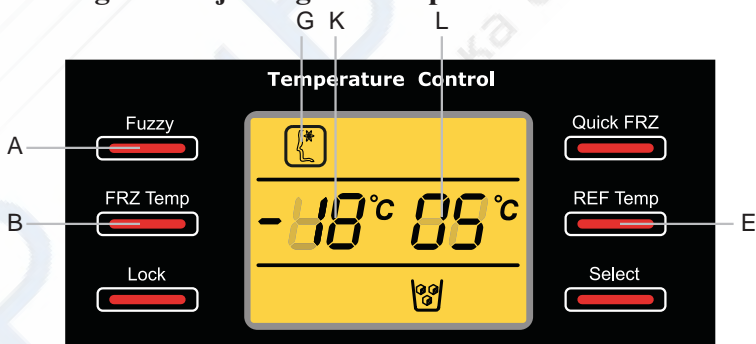 G K L
Temperature Control
Fuzzy
Quick FRZ
A
-18°C 05°C
FRZ Temp
REF Temp
B
E
Lock
Select